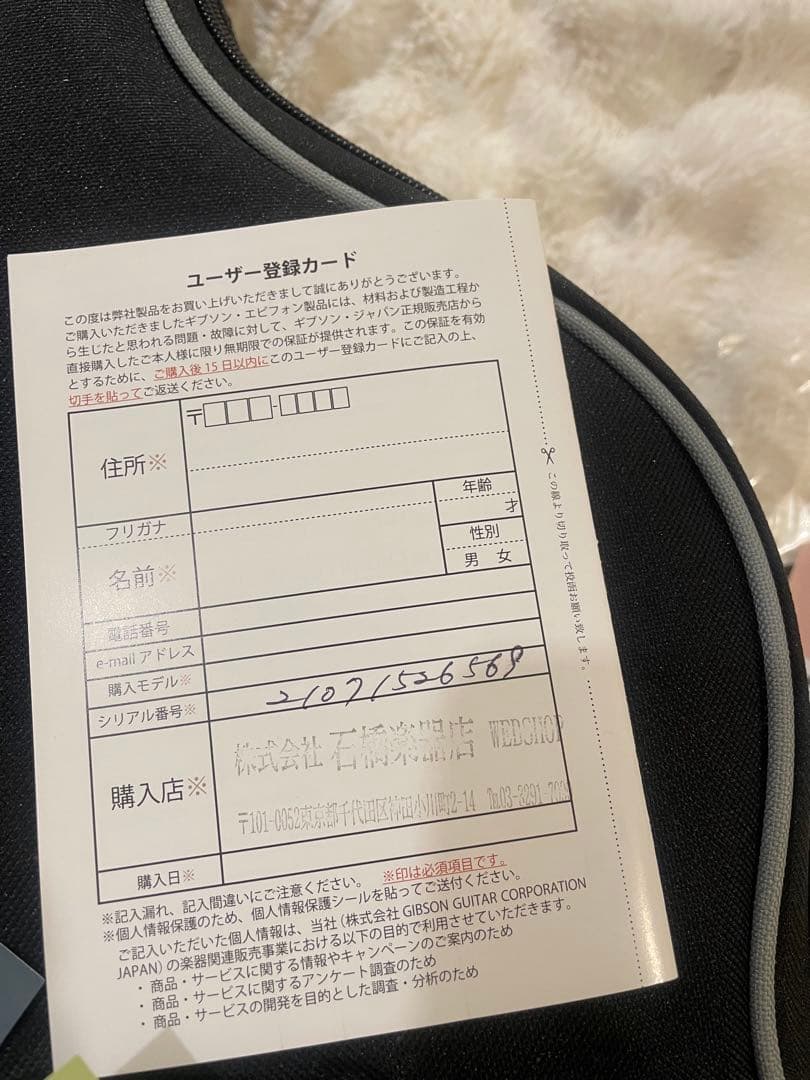 ユーザー登録カード
この度は弊社製品をお買い上げいただきまして誠にありがとうございます。
ご購入いただきましたギブソン・エピフォン製品には、材料および製造工程か
ら生じたと思われる問題・故障に対して、ギブソン・ジャパン正規販売店から
直接購入したご本人様に限り無期限での保証が提供されます。この保証を有効
とするために、ご購入後15日以内にこのユーザー登録カードにご記入の上、
切手を貼ってご返送ください。
住所※
〒 -
フリガナ
名前※
年齢
才
性別
男 女
電話番号
e-mail アドレス
購入モデル※
シリアル番号※
21071526569
購入店※
株式会社 石橋楽器店 WEBSHOP
〒101-0052東京都千代田区神田小川町2-14 ℡03-3291-
購入日※
※印は必須項目です。
※記入漏れ、記入間違いにご注意ください。
※個人情報保護のため、個人情報保護シールを貼ってご送付ください。
ご記入いただいた個人情報は、当社（株式会社 GIBSON GUITAR CORPORATION
JAPAN）の楽器関連販売事業における以下の目的で利用させていただきます。
・商品・サービスに関する情報やキャンペーンのご案内のため
・商品・サービスに関するアンケート調査のため
・商品・サービスの開発を目的とした調査・分析のため
この線より切り取って投函お願い致します。